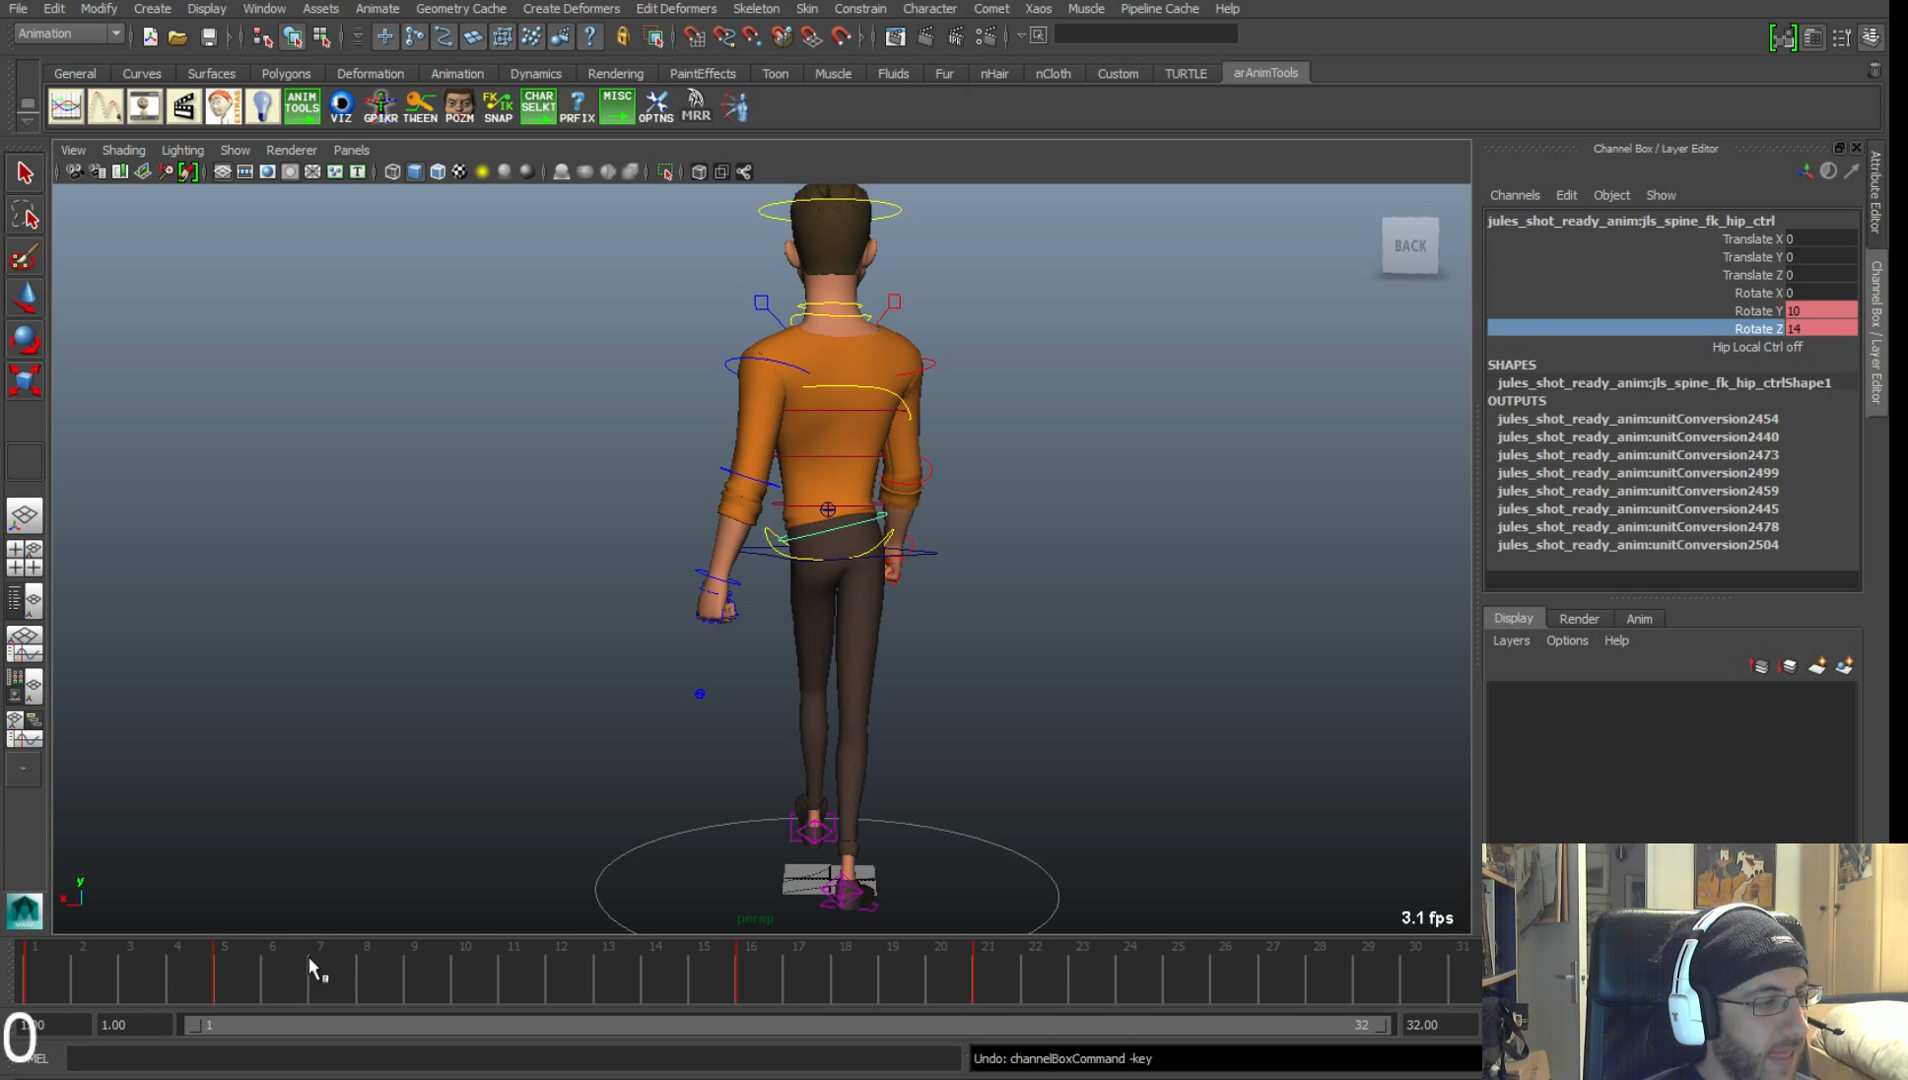 File Edit Modify Create Display Window Assets Animate Geometry Cache Create Deformers Edit Deformers Skeleton Skin Constrain Character Comet Xaos Muscle Pipeline Cache Help
Animation
General Curves Surfaces Polygons Deformation Animation Dynamics Rendering PaintEffects Toon Muscle Fluids Fur nHair nCloth Custom TURTLE arAnimTools
ANIM TOOLS VIZ GPIKR TWEEN POZM FK/IK SNAP CHAR SELKT PRFIX MISC OPTNS MRR
View Shading Lighting Show Renderer Panels
Channel Box / Layer Editor
Channels Edit Object Show
jules_shot_ready_anim:jls_spine_fk_hip_ctrl
Translate X 0
Translate Y 0
Translate Z 0
Rotate X 0
Rotate Y 10
Rotate Z 14
Hip Local Ctrl off
SHAPES
jules_shot_ready_anim:jls_spine_fk_hip_ctrlShape1
OUTPUTS
jules_shot_ready_anim:unitConversion2454
jules_shot_ready_anim:unitConversion2440
jules_shot_ready_anim:unitConversion2473
jules_shot_ready_anim:unitConversion2499
jules_shot_ready_anim:unitConversion2459
jules_shot_ready_anim:unitConversion2445
jules_shot_ready_anim:unitConversion2478
jules_shot_ready_anim:unitConversion2504
Attribute Editor
Channel Box / Layer Editor
Display Render Anim
Layers Options Help
BACK
persp
3.1 fps
y
x
1 2 3 4 5 6 7 8 9 10 11 12 13 14 15 16 17 18 19 20 21 22 23 24 25 26 27 28 29 30 31
1.00 1 32 32.00
0
MEL
Undo: channelBoxCommand -key